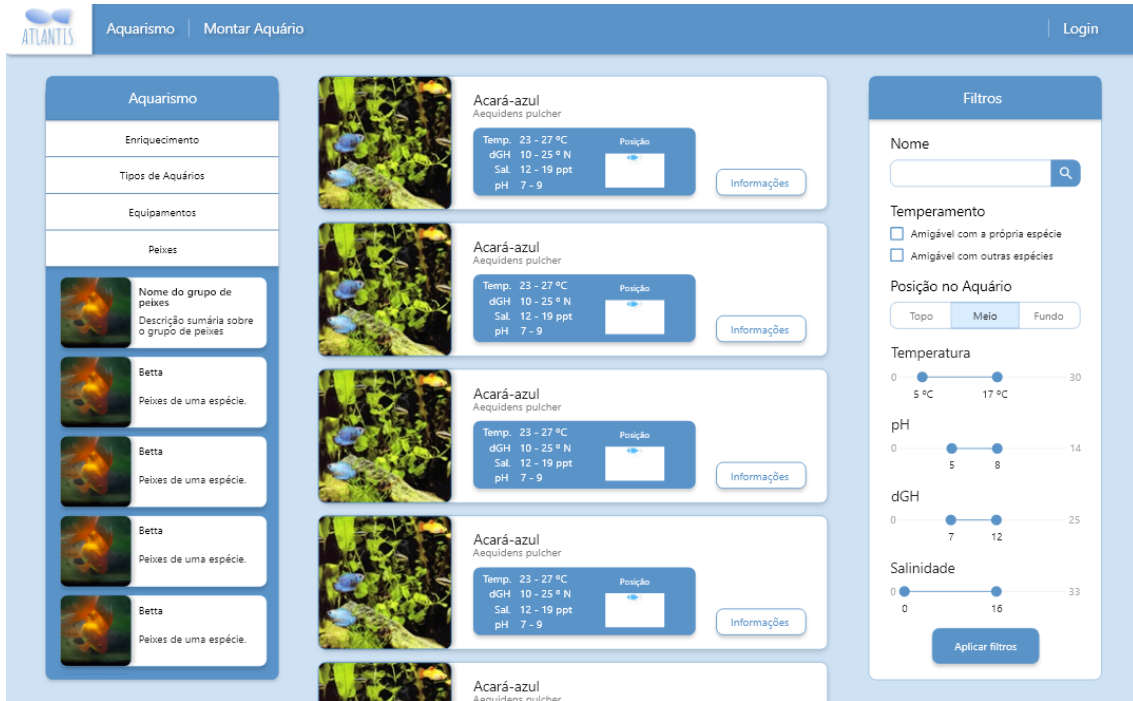 ATLANTIS
Aquarismo
Montar Aquário
Login
Aquarismo
Enriquecimento
Tipos de Aquários
Equipamentos
Peixes
Nome do grupo de
peixes
Descrição sumária sobre
o grupo de peixes
Betta
Peixes de uma espécie.
Betta
Peixes de uma espécie.
Betta
Peixes de uma espécie.
Betta
Peixes de uma espécie.
Acará-azul
Aequidens pulcher
Temp. 23 - 27 ºC
dGH 10 - 25 º N
Sal. 12 - 19 ppt
pH 7 - 9
Posição
Informações
Acará-azul
Aequidens pulcher
Temp. 23 - 27 ºC
dGH 10 - 25 º N
Sal. 12 - 19 ppt
pH 7 - 9
Posição
Informações
Acará-azul
Aequidens pulcher
Temp. 23 - 27 ºC
dGH 10 - 25 º N
Sal. 12 - 19 ppt
pH 7 - 9
Posição
Informações
Acará-azul
Aequidens pulcher
Temp. 23 - 27 ºC
dGH 10 - 25 º N
Sal. 12 - 19 ppt
pH 7 - 9
Posição
Informações
Acará-azul
Aequidens pulcher
Filtros
Nome
Temperamento
Amigável com a própria espécie
Amigável com outras espécies
Posição no Aquário
Topo Meio Fundo
Temperatura
0 30
5 ºC 17 ºC
pH
0 14
5 8
dGH
0 25
7 12
Salinidade
0 33
0 16
Aplicar filtros